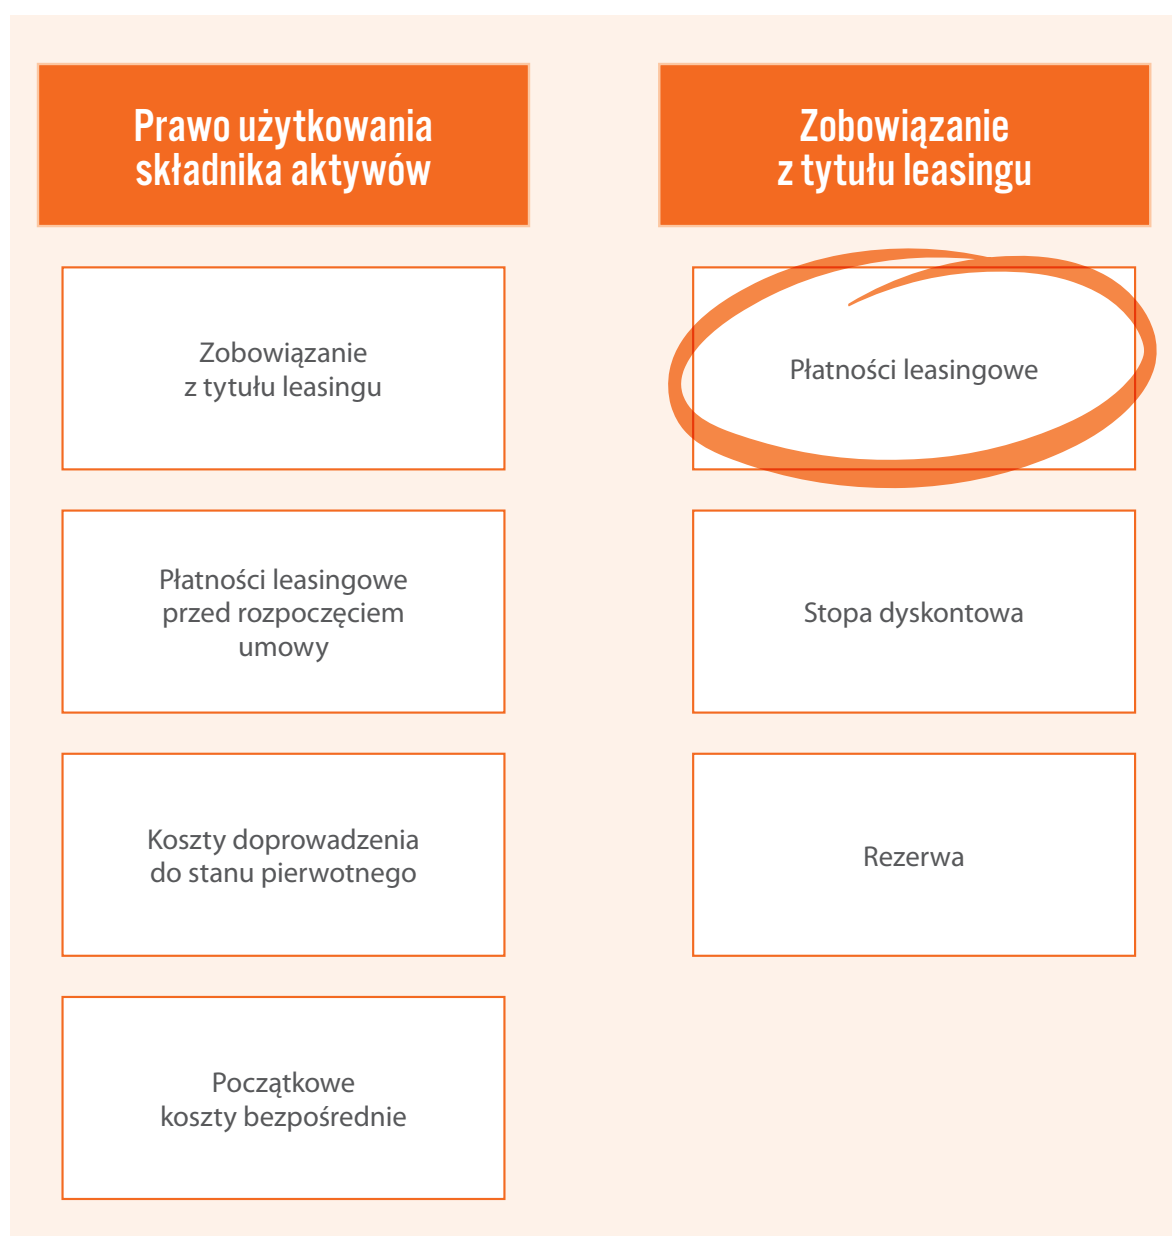 Prawo użytkowania
składnika aktywów
Zobowiązanie
z tytułu leasingu
Płatności leasingowe
przed rozpoczęciem
umowy
Koszty doprowadzenia
do stanu pierwotnego
Początkowe
koszty bezpośrednie
Zobowiązanie
z tytułu leasingu
Płatności leasingowe
Stopa dyskontowa
Rezerwa